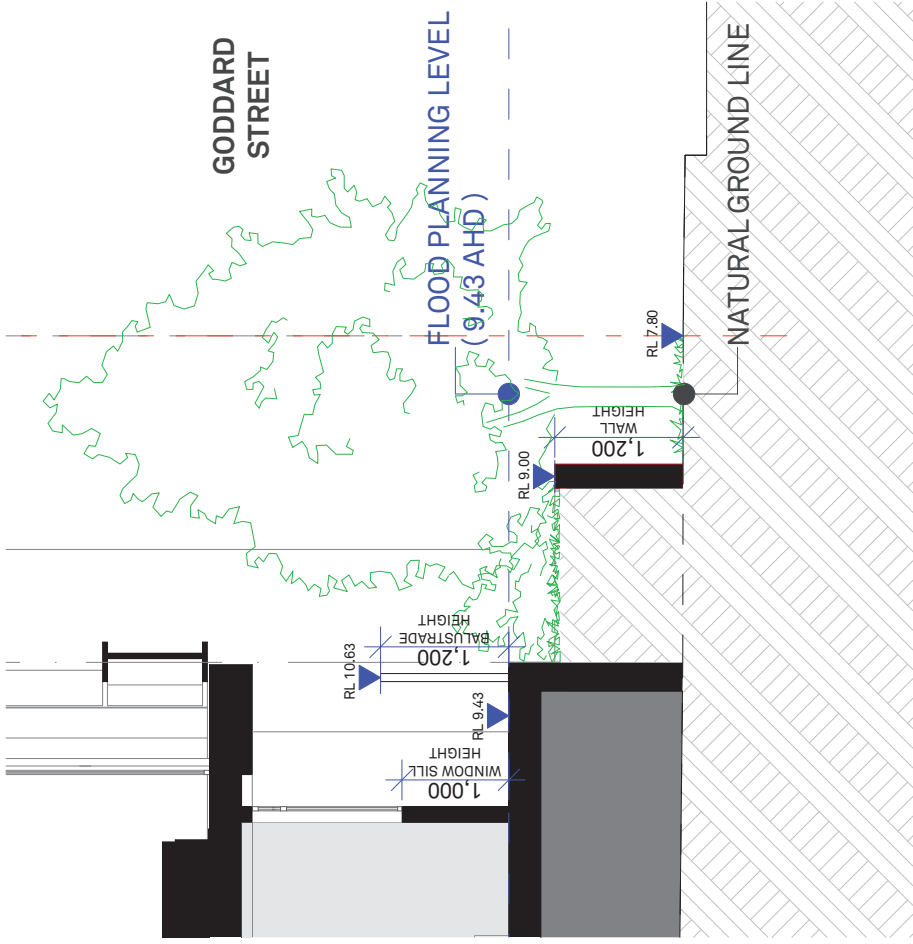 GODDARD
STREET
FLOOD PLANNING LEVEL
( 9.43 AHD )
NATURAL GROUND LINE
RL 7.80
1,200
WALL
HEIGHT
RL 9.00
1,200
BALUSTRADE
HEIGHT
RL 10.63
RL 9.43
1,000
WINDOW SILL
HEIGHT